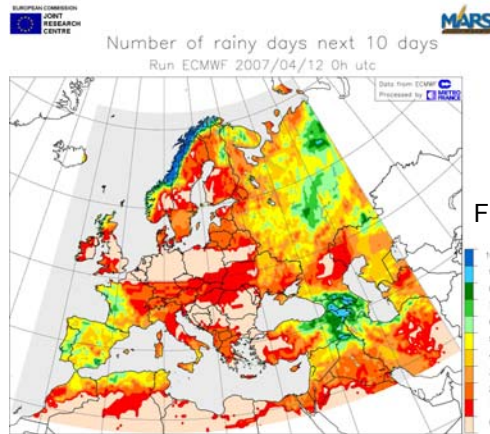 EUROPEAN COMMISSION
JOINT
RESEARCH
CENTRE
MARS
Number of rainy days next 10 days
Run ECMWF 2007/04/12 0h utc
Data from ECMWF
Processed by METEO FRANCE
F